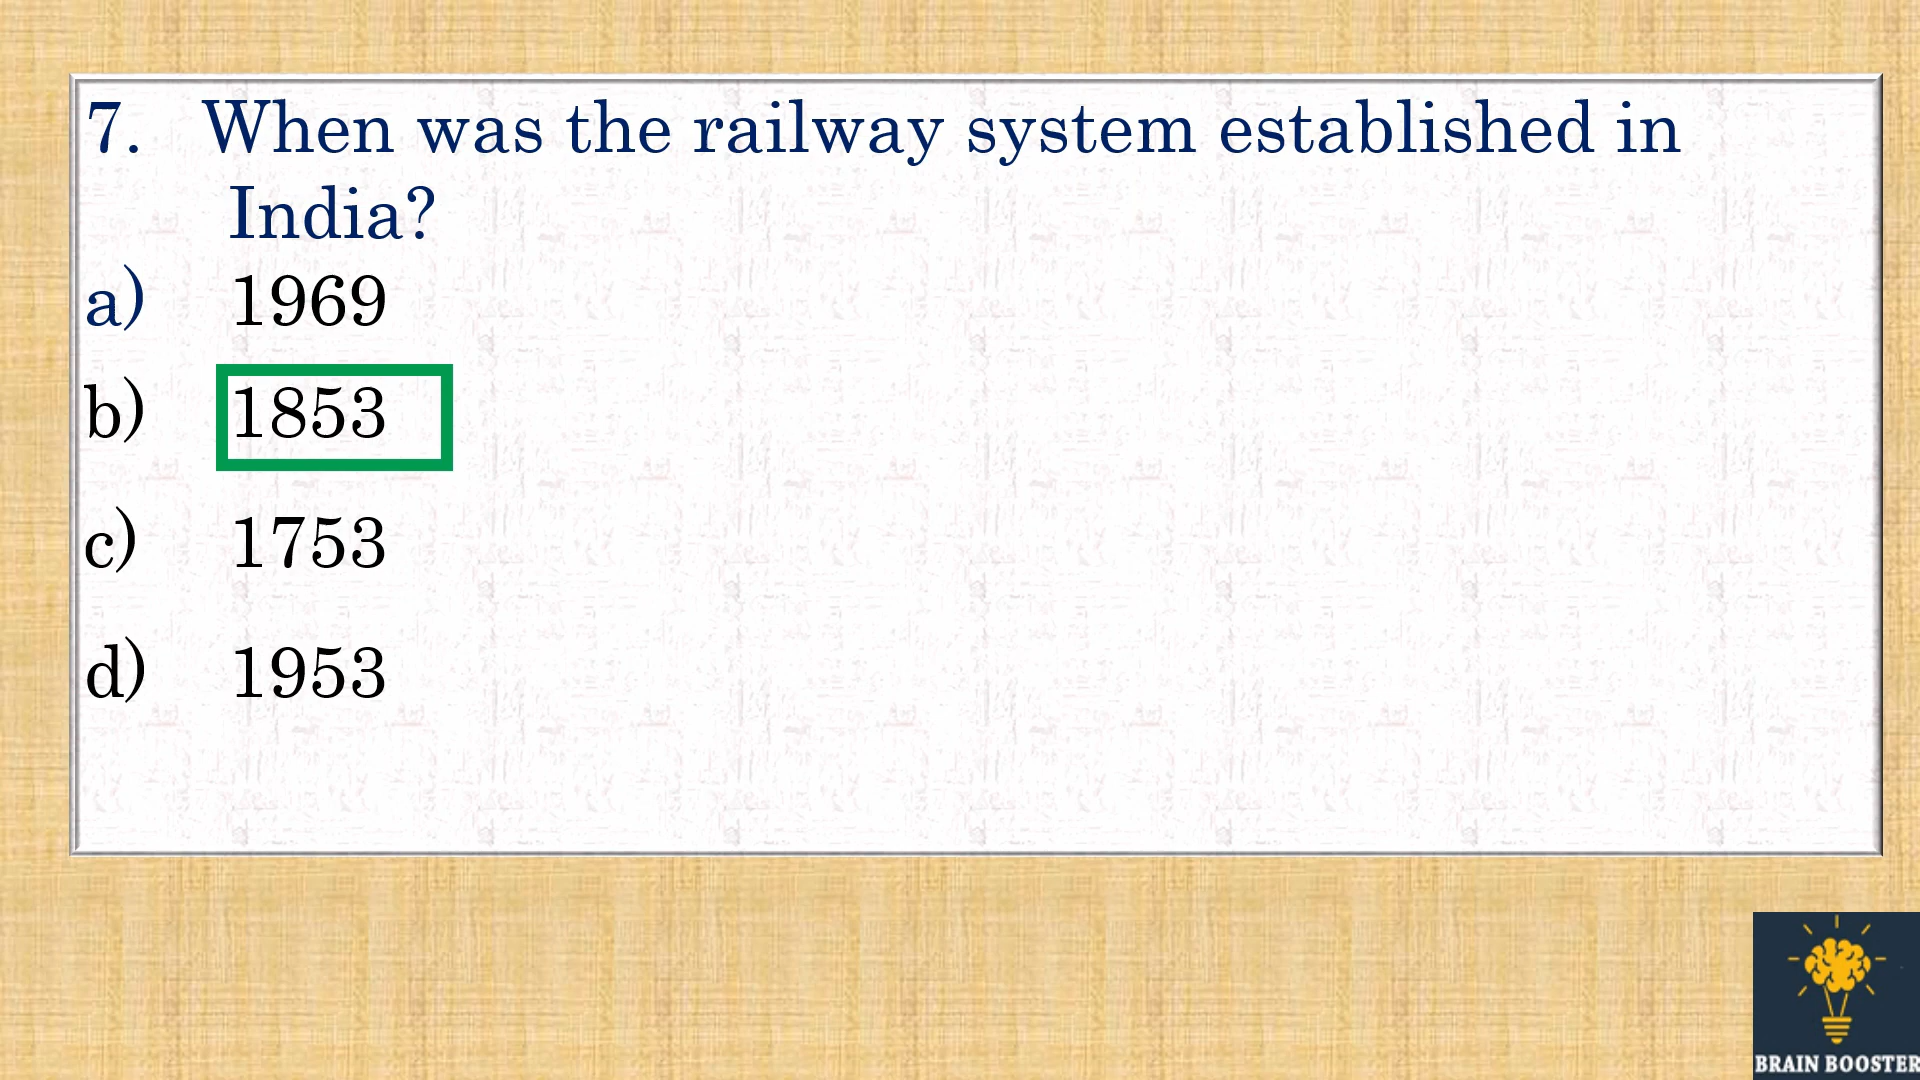 7. When was the railway system established in
India?
a) 1969
b) 1853
c) 1753
d) 1953
BRAIN BOOSTER